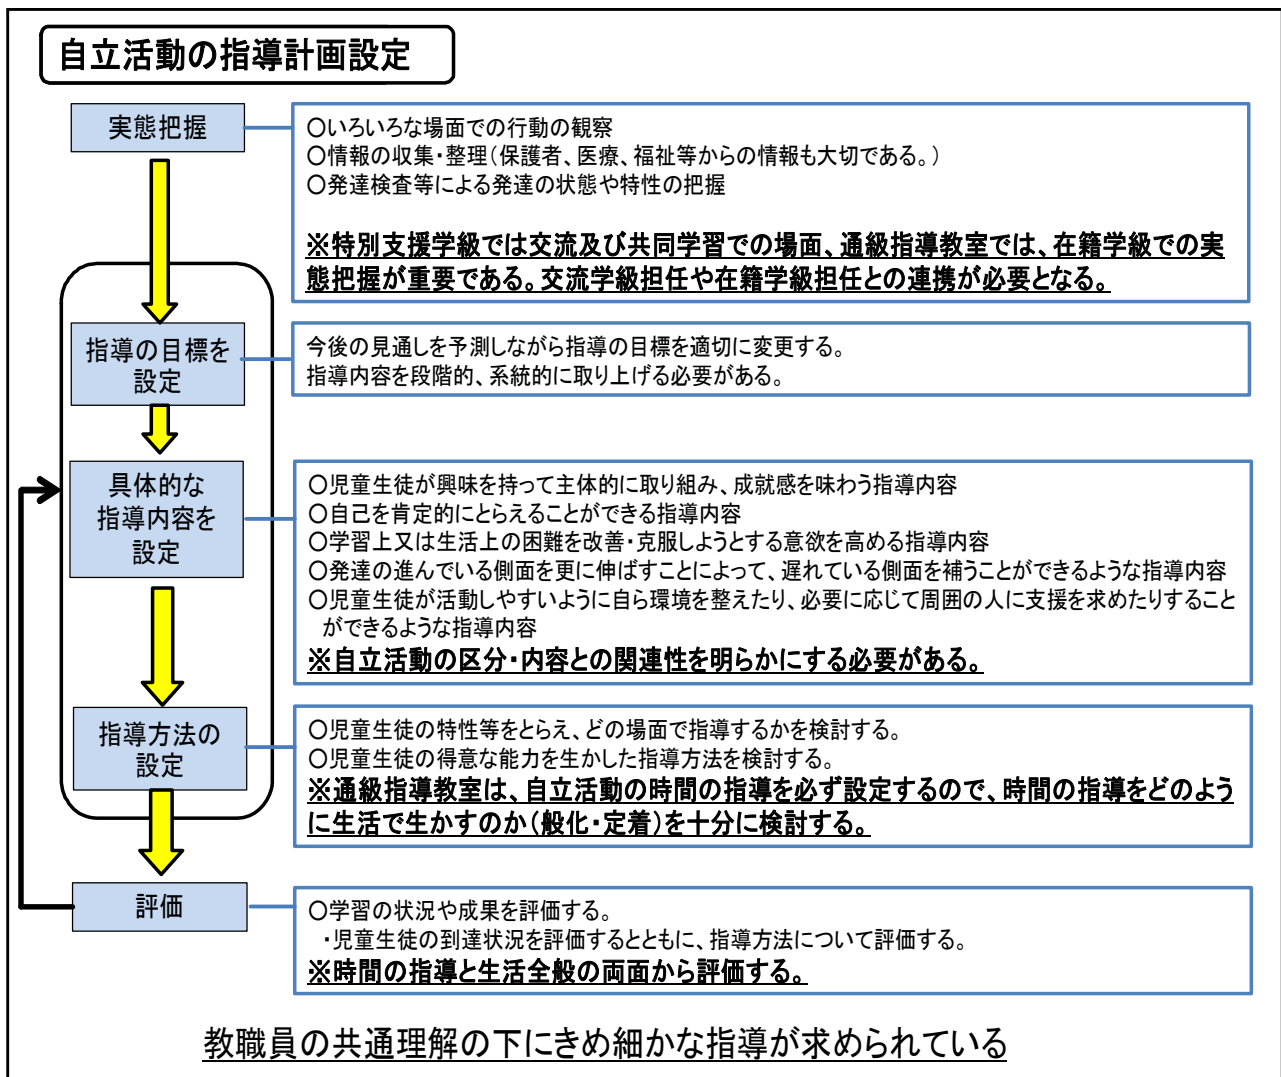 自立活動の指導計画設定
実態把握
〇いろいろな場面での行動の観察
〇情報の収集・整理(保護者、医療、福祉等からの情報も大切である。)
〇発達検査等による発達の状態や特性の把握
※特別支援学級では交流及び共同学習での場面、通級指導教室では、在籍学級での実
態把握が重要である。交流学級担任や在籍学級担任との連携が必要となる。
指導の目標を
設定
今後の見通しを予測しながら指導の目標を適切に変更する。
指導内容を段階的、系統的に取り上げる必要がある。
具体的な
指導内容を
設定
〇児童生徒が興味を持って主体的に取り組み、成就感を味わう指導内容
〇自己を肯定的にとらえることができる指導内容
〇学習上又は生活上の困難を改善・克服しようとする意欲を高める指導内容
〇発達の進んでいる側面を更に伸ばすことによって、遅れている側面を補うことができるような指導内容
〇児童生徒が活動しやすいように自ら環境を整えたり、必要に応じて周囲の人に支援を求めたりすること
ができるような指導内容
※自立活動の区分・内容との関連性を明らかにする必要がある。
指導方法の
設定
〇児童生徒の特性等をとらえ、どの場面で指導するかを検討する。
〇児童生徒の得意な能力を生かした指導方法を検討する。
※通級指導教室は、自立活動の時間の指導を必ず設定するので、時間の指導をどのよう
に生活で生かすのか(般化・定着)を十分に検討する。
評価
〇学習の状況や成果を評価する。
・児童生徒の到達状況を評価するとともに、指導方法について評価する。
※時間の指導と生活全般の両面から評価する。
教職員の共通理解の下にきめ細かな指導が求められている